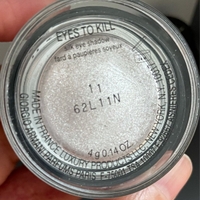 EYES TO KILL
silk eye shadow
fard à paupières soyeux
11
62L11N
4 g 0.14 OZ.
MADE IN FRANCE LUXURY PRODUCTS LLC NEW YORK, N.Y.
GIORGIO ARMANI PARFUMS PARIS